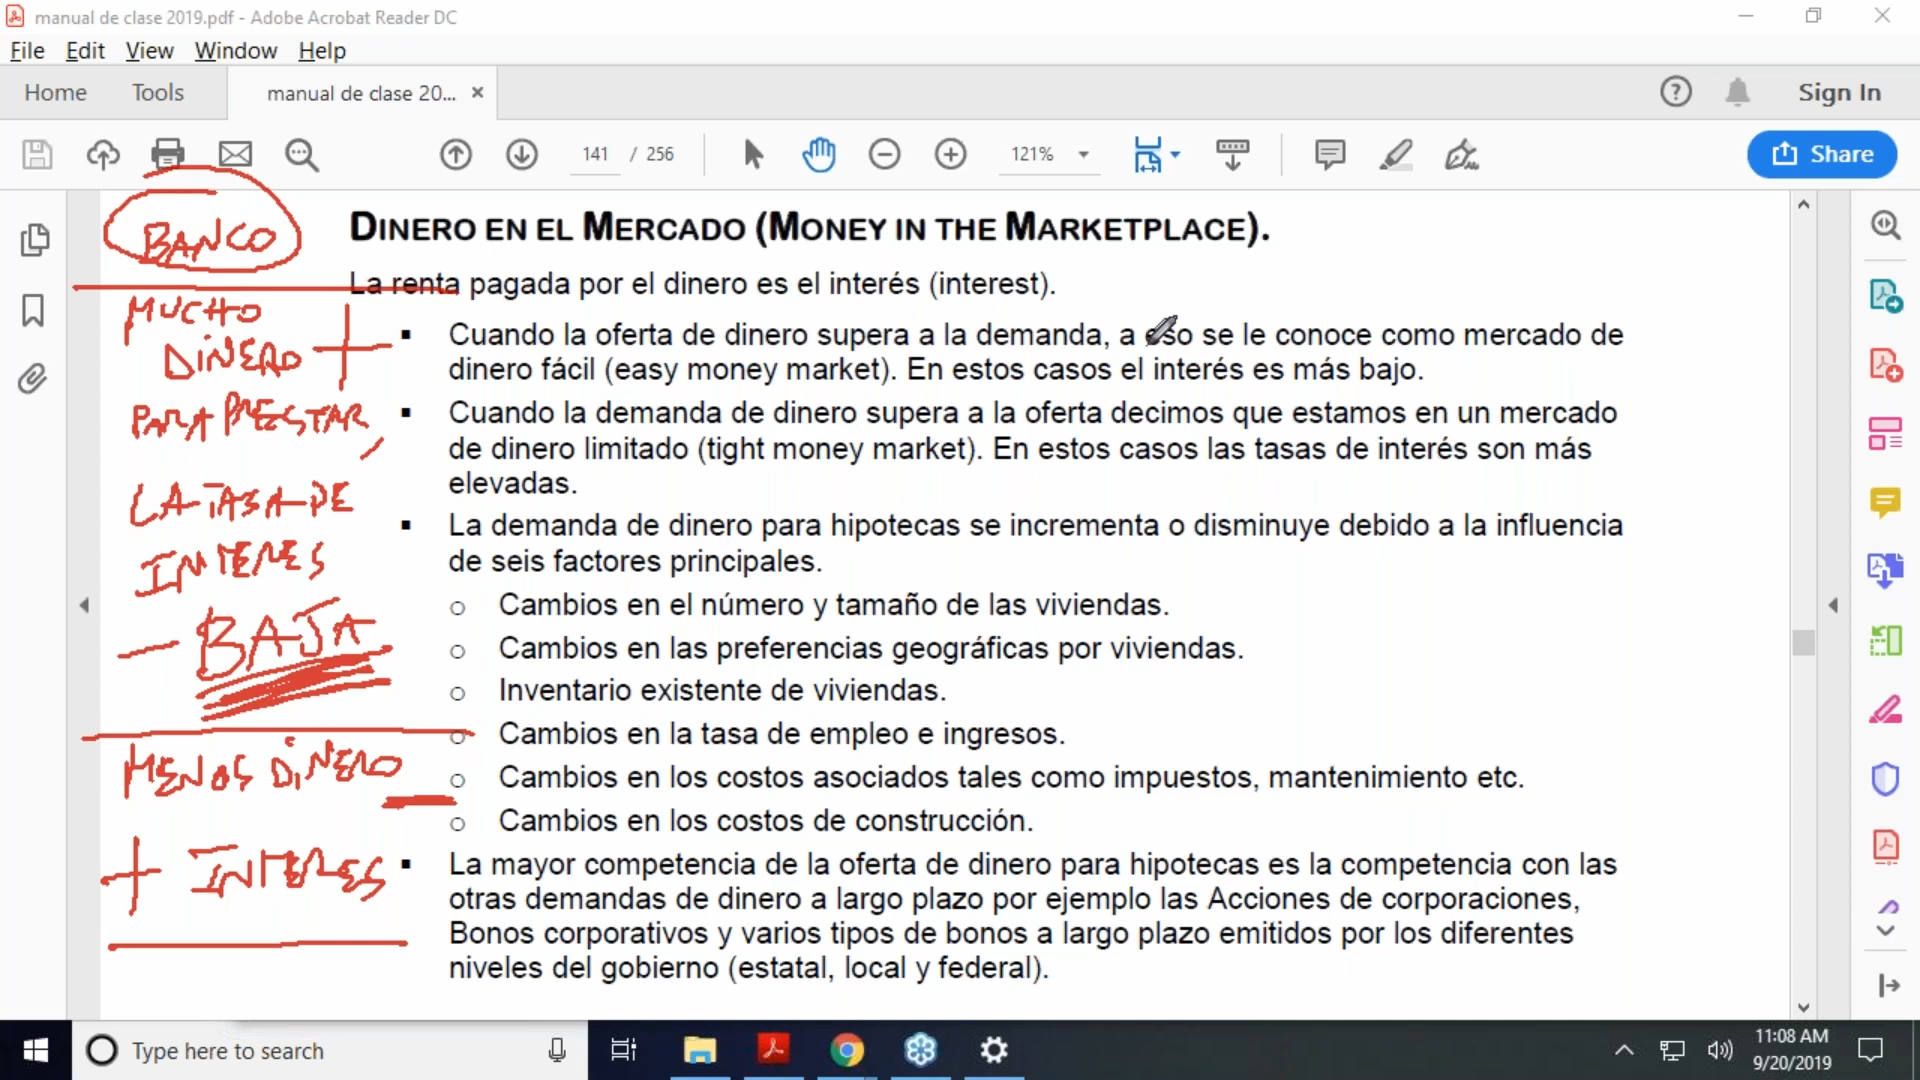 manual de clase 2019.pdf - Adobe Acrobat Reader DC
File Edit View Window Help
Home Tools manual de clase 20... ×
Sign In
141 / 256 121% Share
BANCO
MUCHO
DINERO +
PARA PRESTAR,
LA TASA DE
INTERES
- BAJA
MENOS DINERO -
+ INTERES
DINERO EN EL MERCADO (MONEY IN THE MARKETPLACE).
La renta pagada por el dinero es el interés (interest).
▪ Cuando la oferta de dinero supera a la demanda, a eso se le conoce como mercado de
dinero fácil (easy money market). En estos casos el interés es más bajo.
▪ Cuando la demanda de dinero supera a la oferta decimos que estamos en un mercado
de dinero limitado (tight money market). En estos casos las tasas de interés son más
elevadas.
▪ La demanda de dinero para hipotecas se incrementa o disminuye debido a la influencia
de seis factores principales.
o Cambios en el número y tamaño de las viviendas.
o Cambios en las preferencias geográficas por viviendas.
o Inventario existente de viviendas.
o Cambios en la tasa de empleo e ingresos.
o Cambios en los costos asociados tales como impuestos, mantenimiento etc.
o Cambios en los costos de construcción.
▪ La mayor competencia de la oferta de dinero para hipotecas es la competencia con las
otras demandas de dinero a largo plazo por ejemplo las Acciones de corporaciones,
Bonos corporativos y varios tipos de bonos a largo plazo emitidos por los diferentes
niveles del gobierno (estatal, local y federal).
Type here to search
11:08 AM
9/20/2019